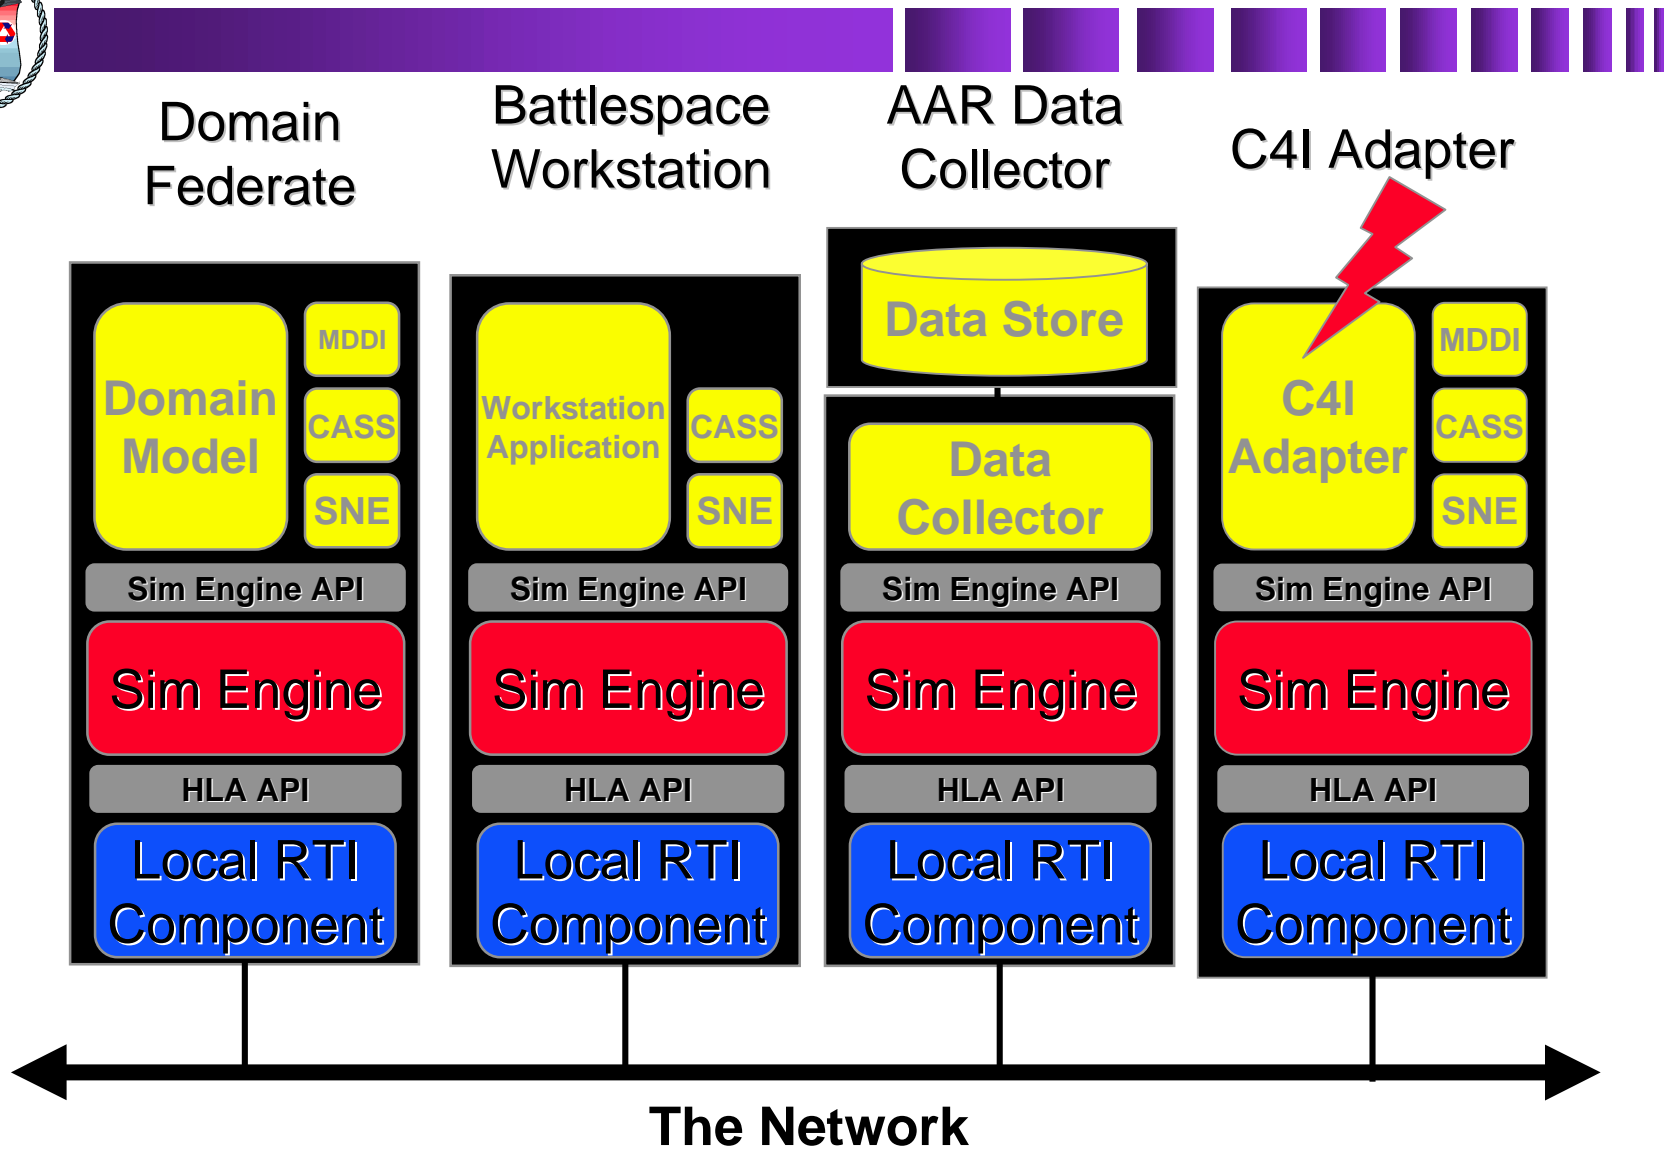 Domain
Federate
Battlespace
Workstation
AAR Data
Collector
C4I Adapter
Domain
Model
MDDI
CASS
SNE
Sim Engine API
Sim Engine
HLA API
Local RTI
Component
Workstation
Application
CASS
SNE
Sim Engine API
Sim Engine
HLA API
Local RTI
Component
Data Store
Data
Collector
Sim Engine API
Sim Engine
HLA API
Local RTI
Component
C4I
Adapter
MDDI
CASS
SNE
Sim Engine API
Sim Engine
HLA API
Local RTI
Component
The Network